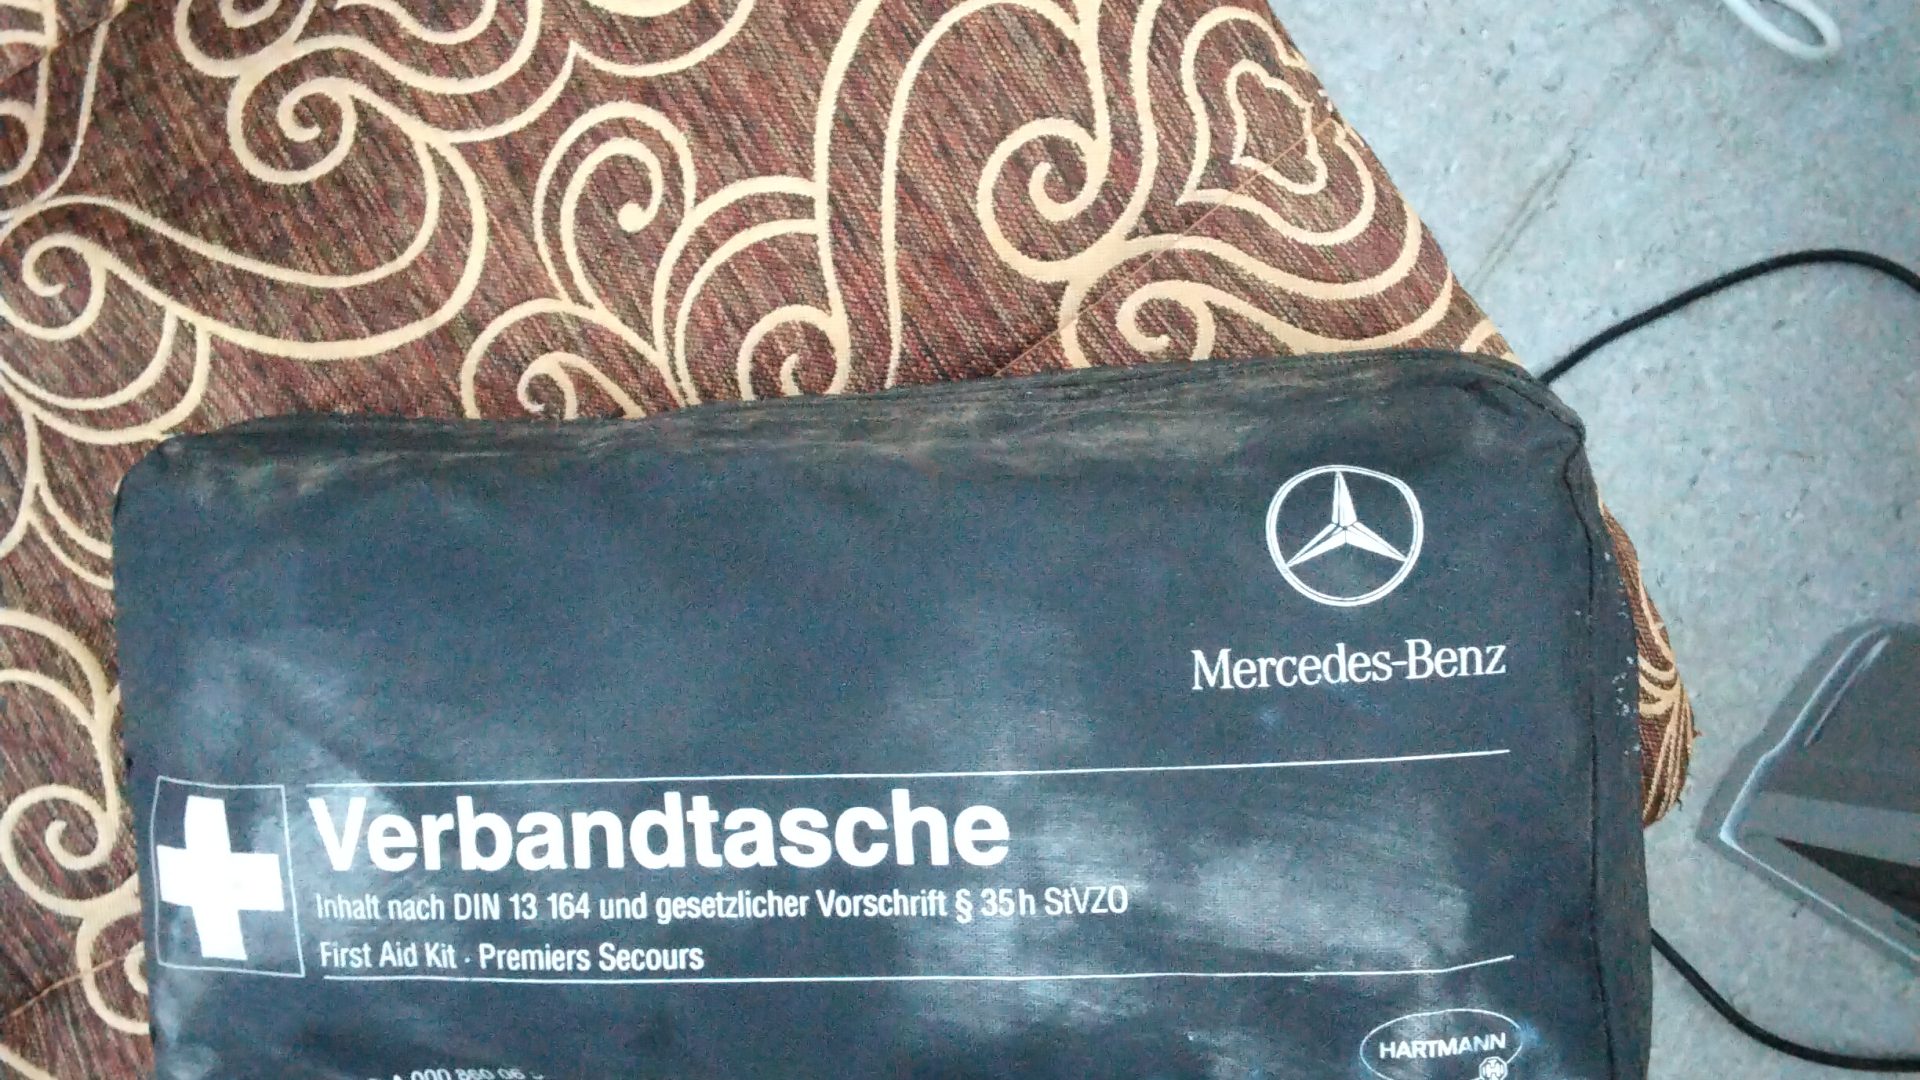 Mercedes-Benz
Verbandtasche
Inhalt nach DIN 13 164 und gesetzlicher Vorschrift § 35h StVZO
First Aid Kit · Premiers Secours
HARTMANN